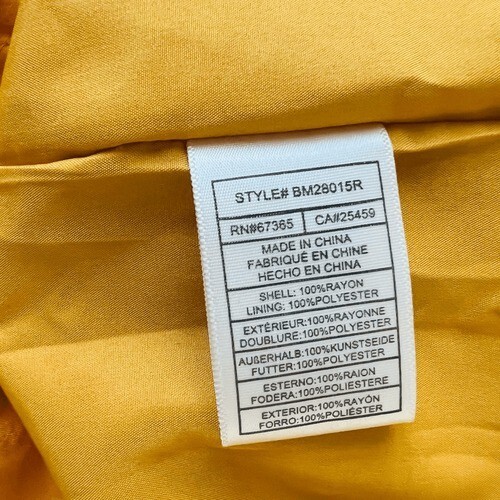 STYLE# BM28015R
RN#67365 CA#25459
MADE IN CHINA
FABRIQUÉ EN CHINE
HECHO EN CHINA
SHELL: 100%RAYON
LINING: 100%POLYESTER
EXTÉRIEUR:100%RAYONNE
DOUBLURE: 100%POLYESTER
AUßERHALB:100%KUNSTSEIDE
FUTTER:100%POLYESTER
ESTERNO:100%RAION
FODERA:100%POLIESTERE
EXTERIOR:100%RAYÓN
FORRO:100%POLIÉSTER